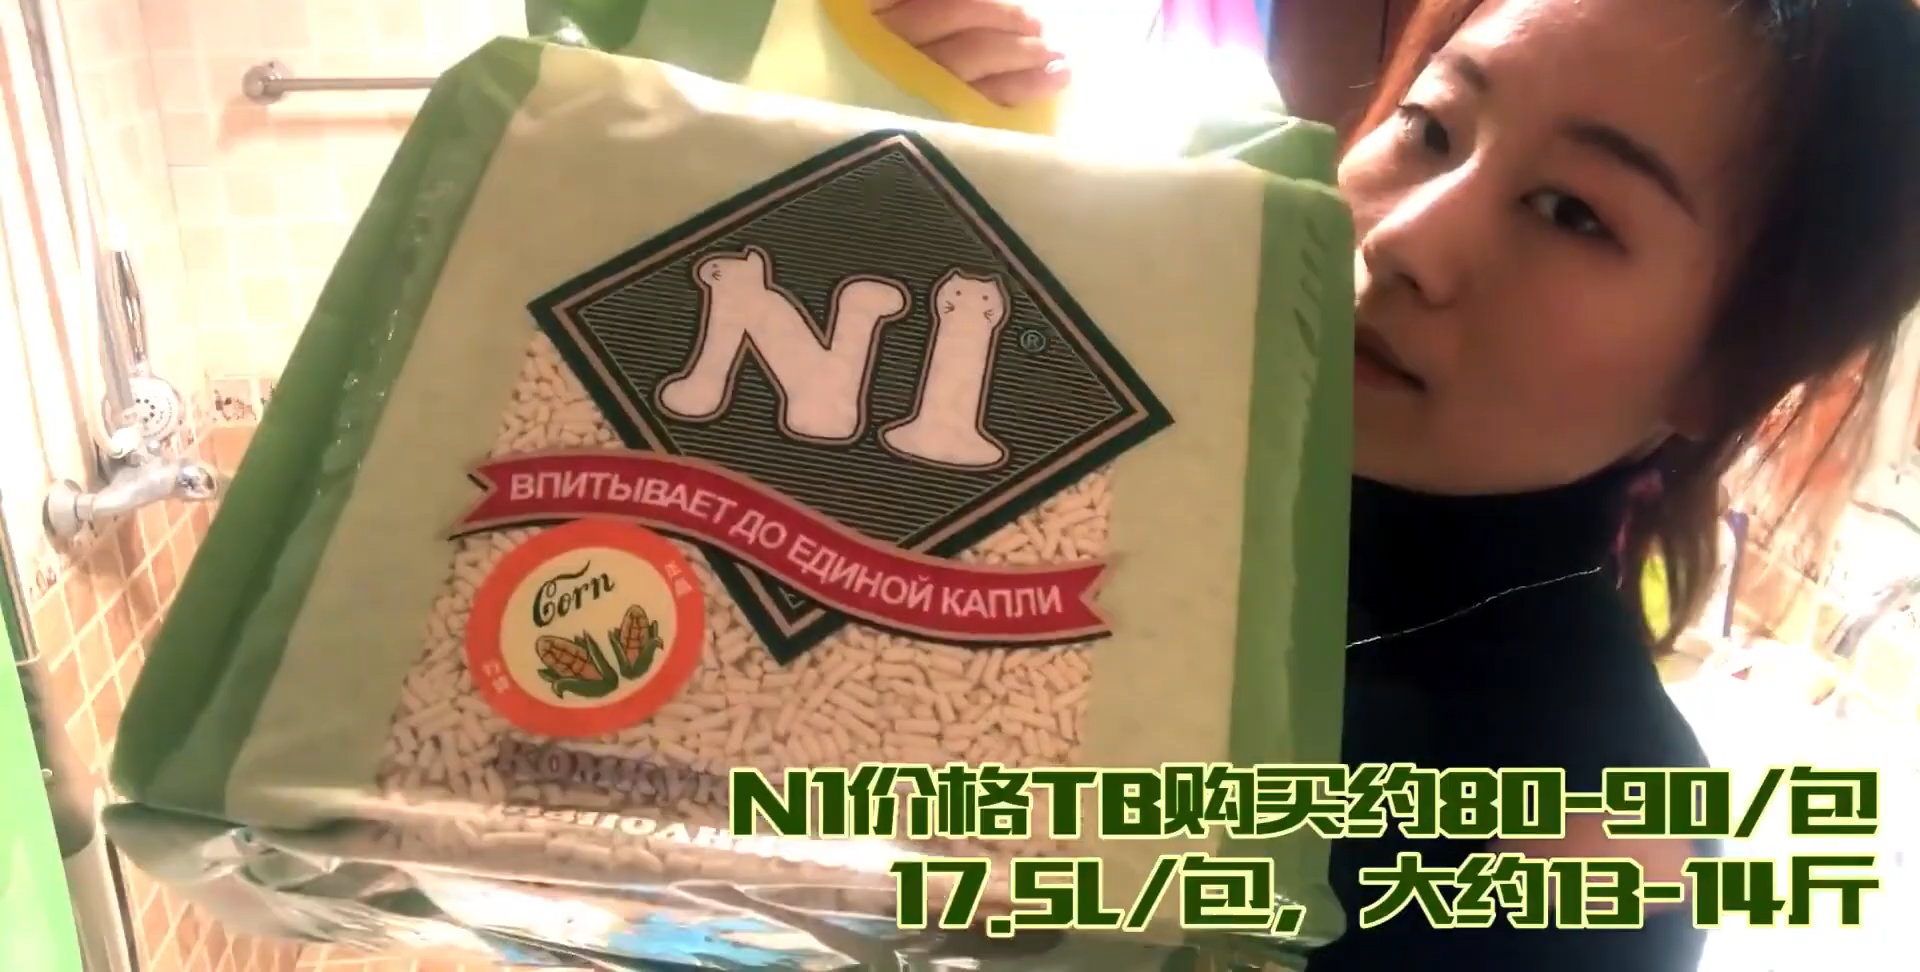 N1
®
ВПИТЫВАЕТ ДО ЕДИНОЙ КАПЛИ
Corn
N1价格TB购买约80-90/包
17.5L/包，大约13-14斤